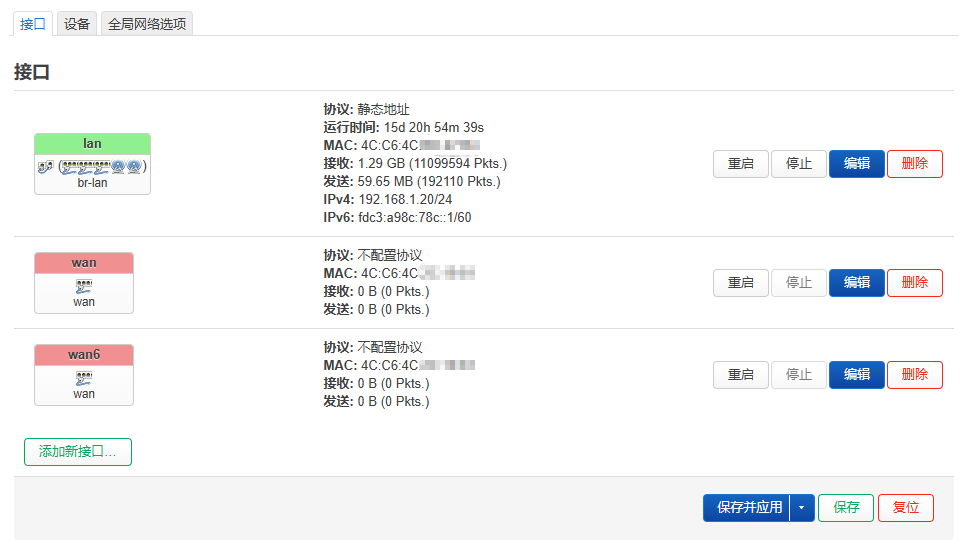 接口 设备 全局网络选项
接口
lan
br-lan
协议: 静态地址
运行时间: 15d 20h 54m 39s
MAC: 4C:C6:4C
接收: 1.29 GB (11099594 Pkts.)
发送: 59.65 MB (192110 Pkts.)
IPv4: 192.168.1.20/24
IPv6: fdc3:a98c:78c::1/60
重启 停止 编辑 删除
wan
wan
协议: 不配置协议
MAC: 4C:C6:4C
接收: 0 B (0 Pkts.)
发送: 0 B (0 Pkts.)
重启 停止 编辑 删除
wan6
wan
协议: 不配置协议
MAC: 4C:C6:4C
接收: 0 B (0 Pkts.)
发送: 0 B (0 Pkts.)
重启 停止 编辑 删除
添加新接口...
保存并应用 保存 复位